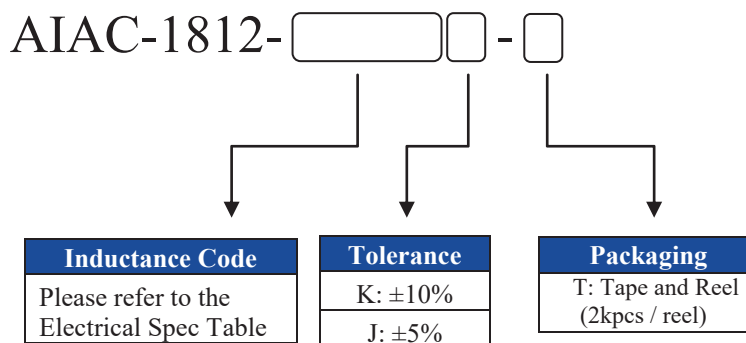 AIAC-1812- -
Inductance Code
Please refer to the
Electrical Spec Table
Tolerance
K: ±10%
J: ±5%
Packaging
T: Tape and Reel
(2kpcs / reel)